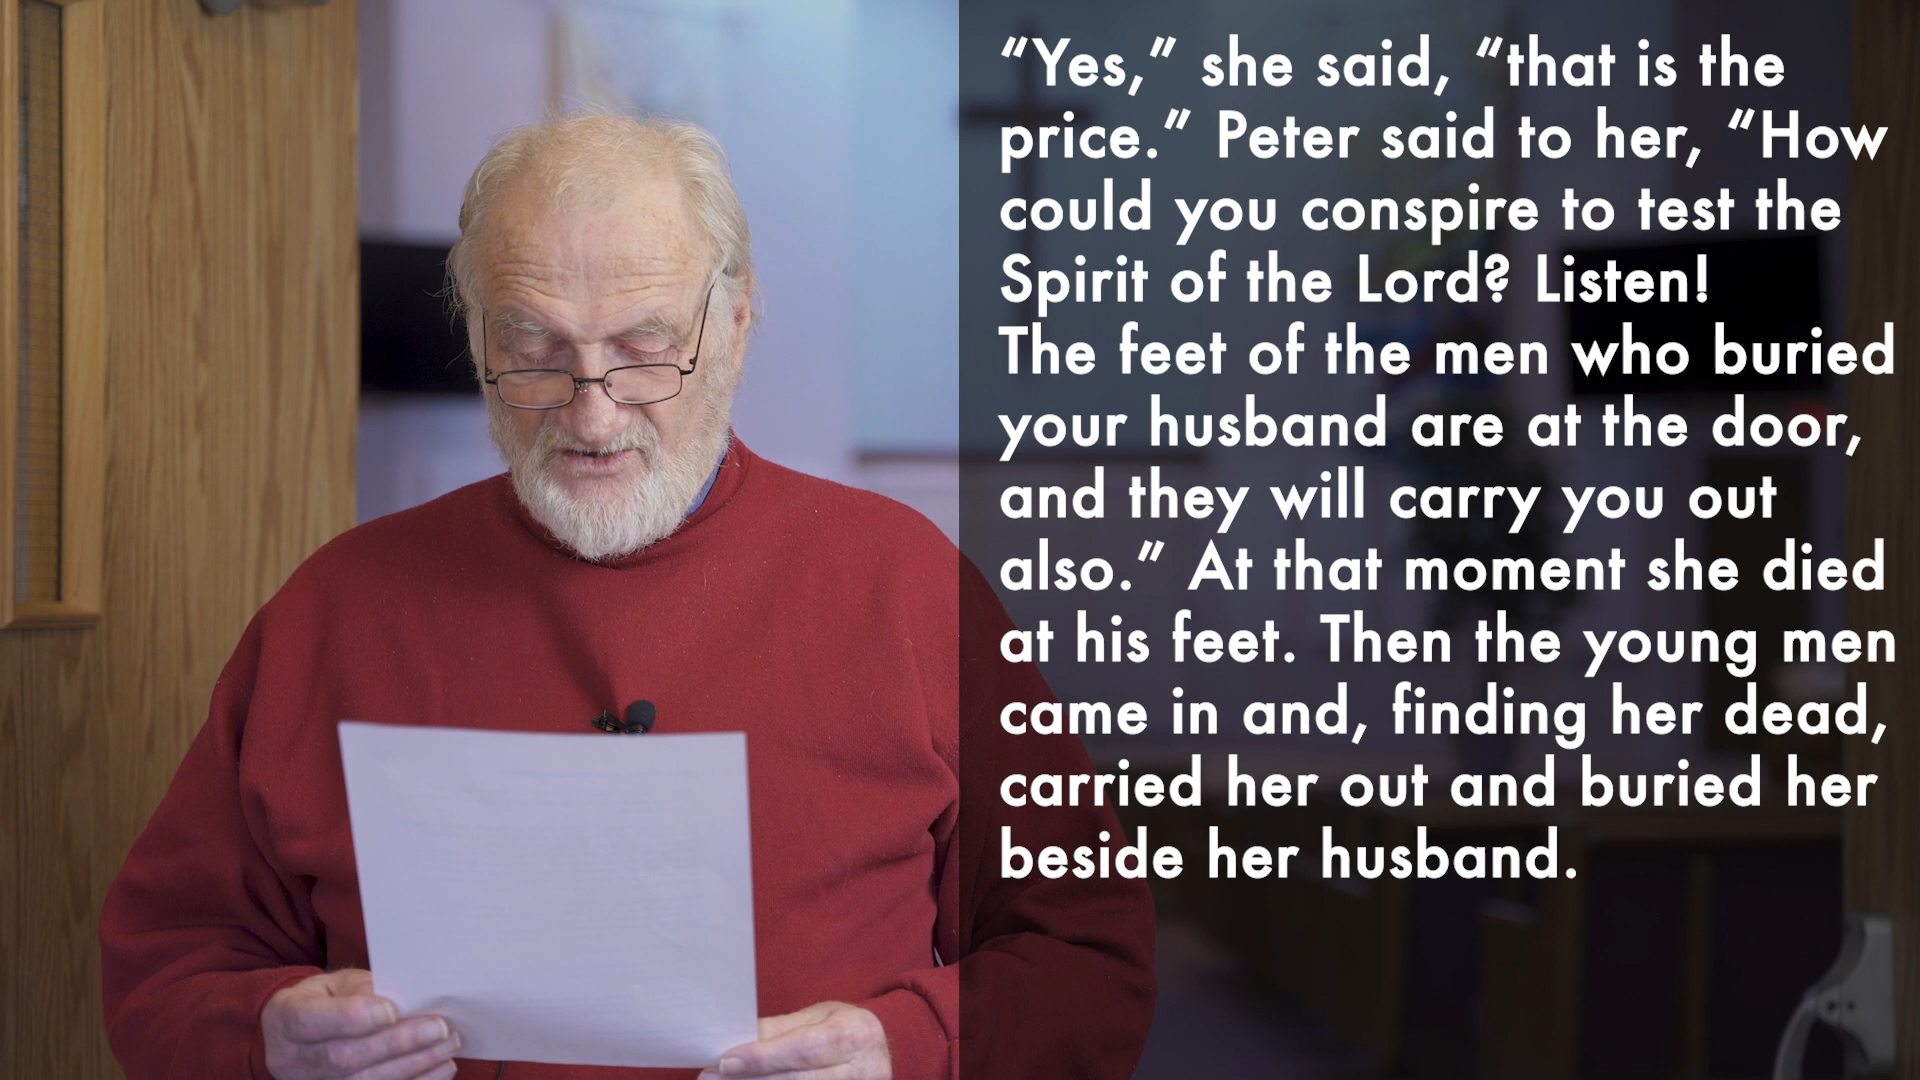 “Yes,” she said, “that is the
price.” Peter said to her, “How
could you conspire to test the
Spirit of the Lord? Listen!
The feet of the men who buried
your husband are at the door,
and they will carry you out
also.” At that moment she died
at his feet. Then the young men
came in and, finding her dead,
carried her out and buried her
beside her husband.